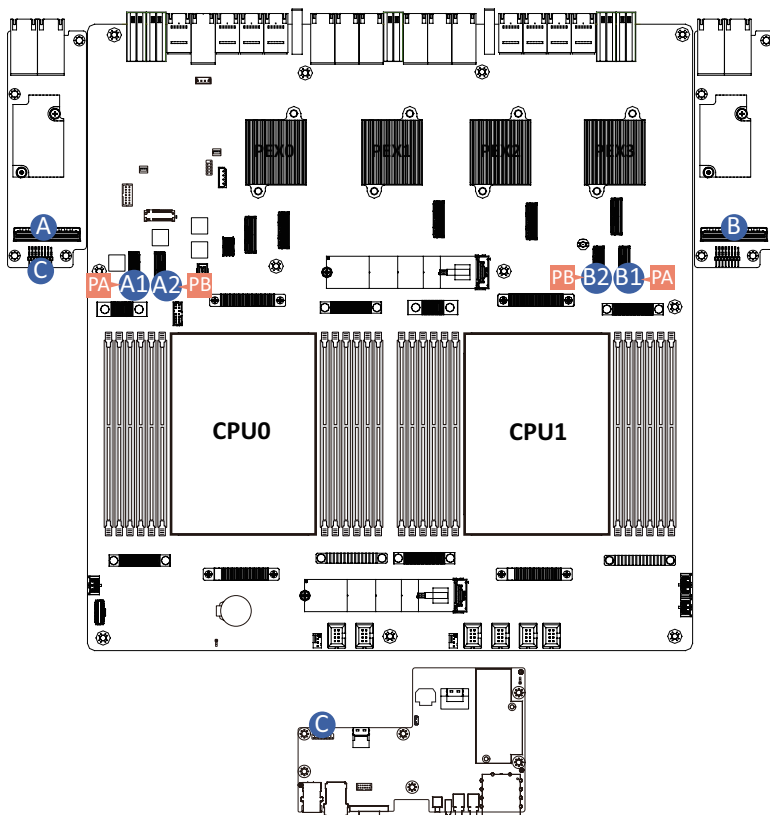 PEX0 PEX1 PEX2 PEX3
A B
C
PA A1 A2 PB PB B2 B1 PA
CPU0 CPU1
C